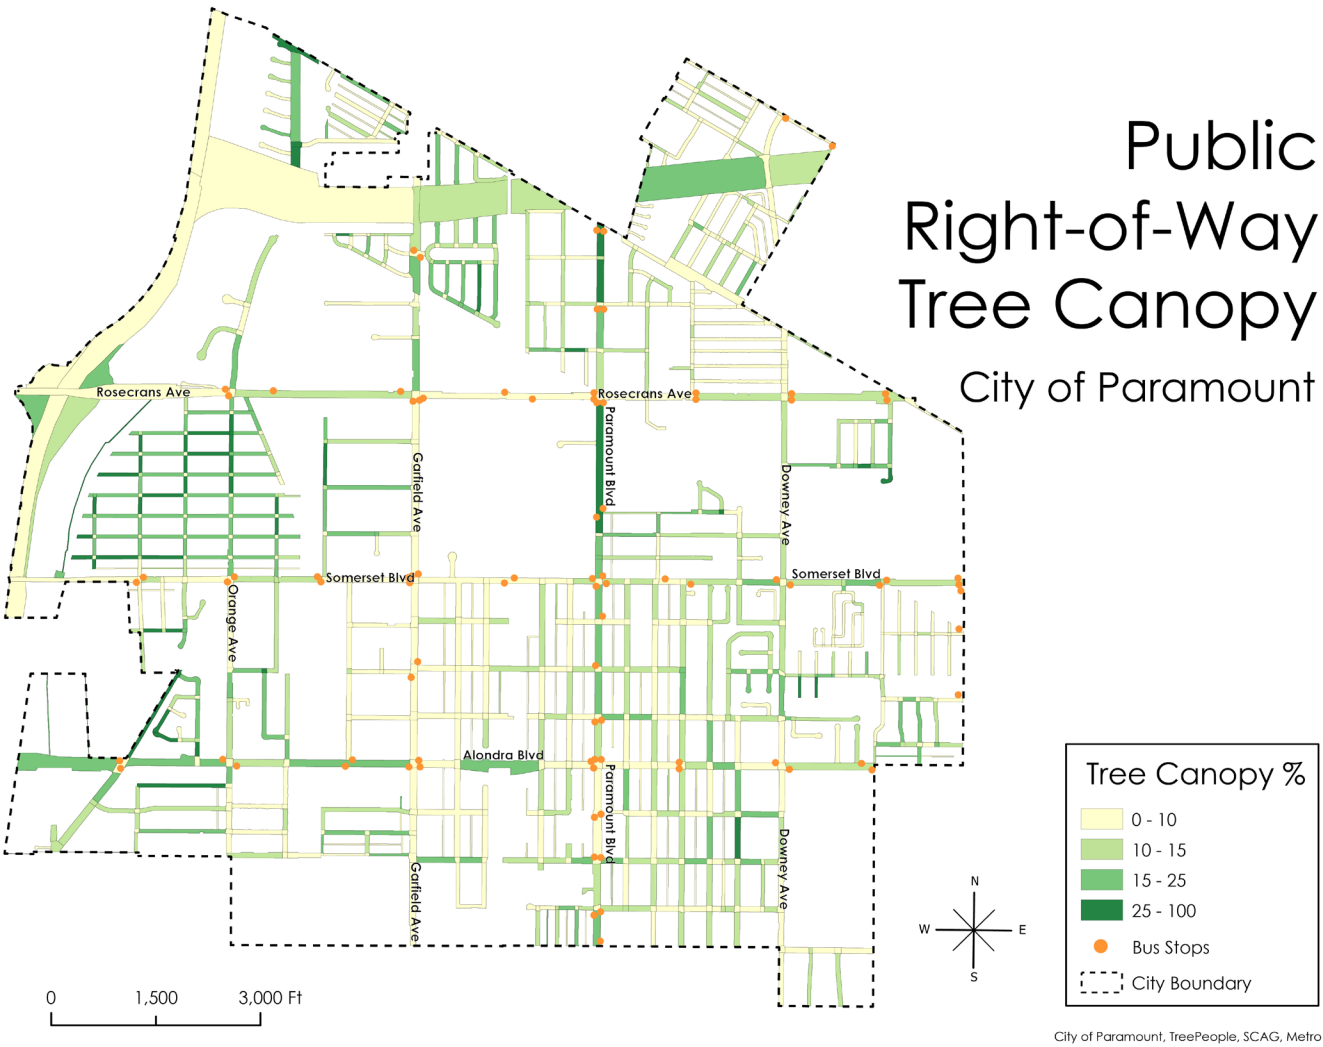 Public
Right-of-Way
Tree Canopy
City of Paramount
Rosecrans Ave
Rosecrans Ave
Paramount Blvd
Garfield Ave
Downey Ave
Somerset Blvd
Somerset Blvd
Orange Ave
Alondra Blvd
Paramount Blvd
Downey Ave
Garfield Ave
Tree Canopy %
0 - 10
10 - 15
15 - 25
25 - 100
Bus Stops
City Boundary
N
W E
S
0 1,500 3,000 Ft
City of Paramount, TreePeople, SCAG, Metro